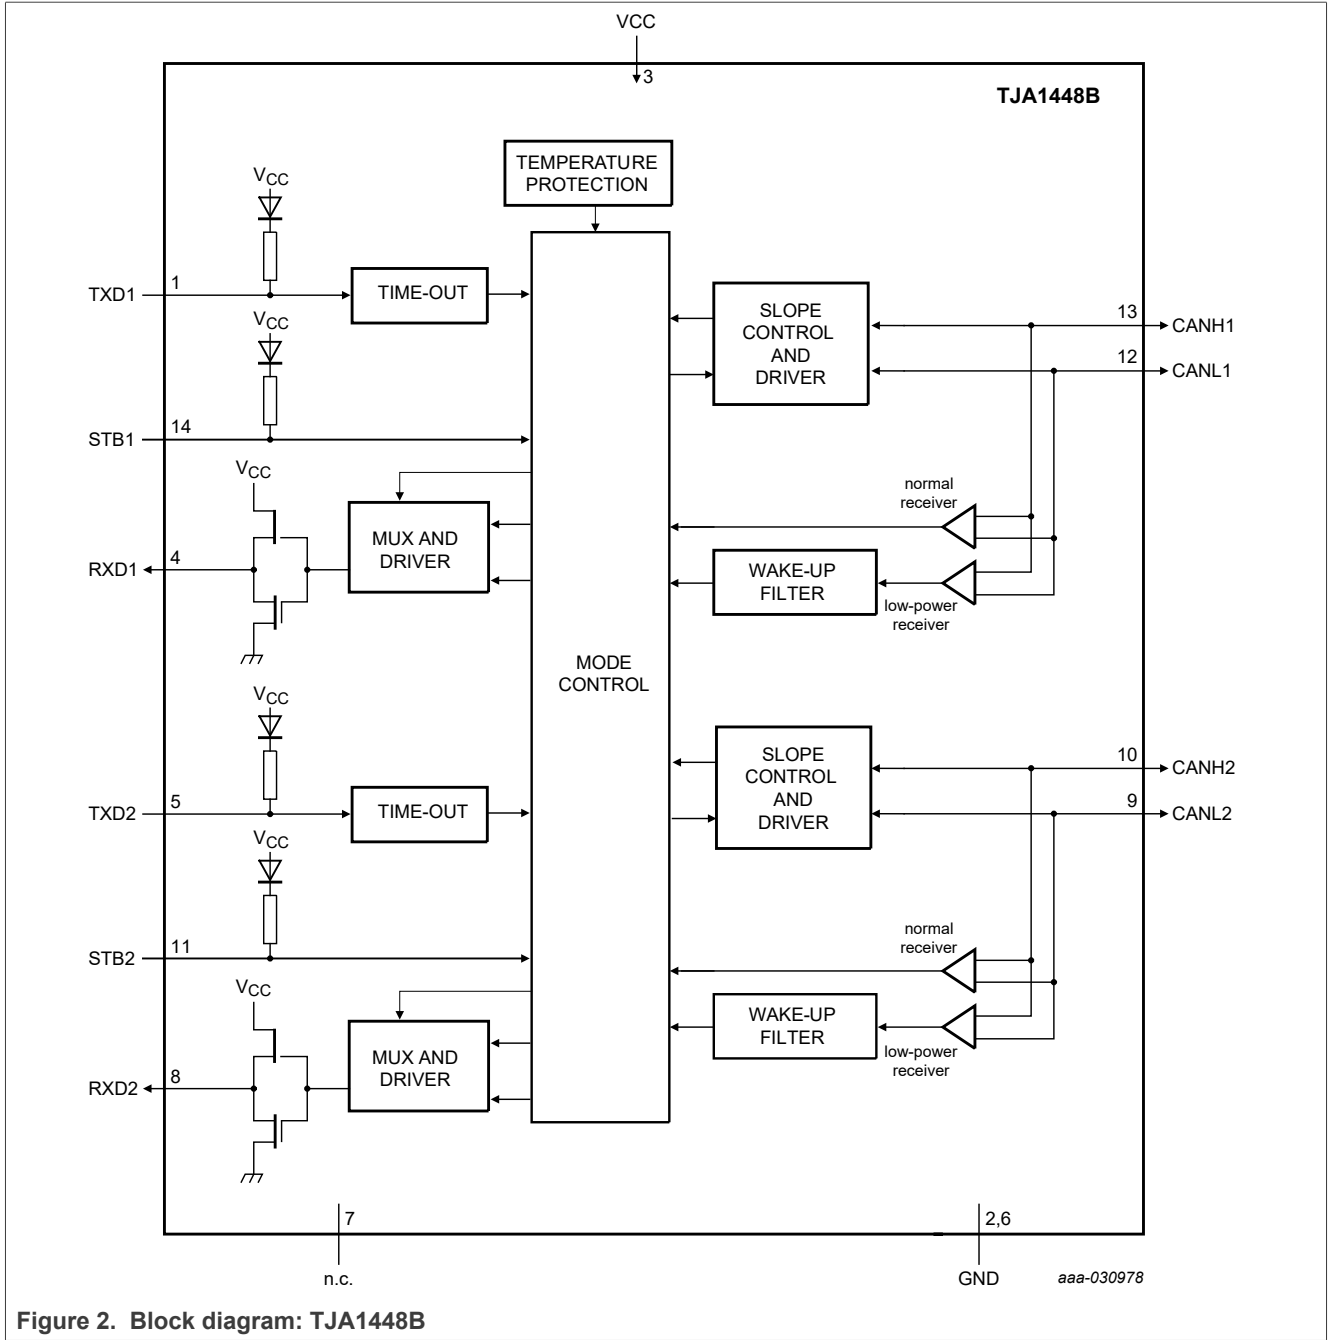 VCC
3
TJA1448B
TEMPERATURE
PROTECTION
VCC
TXD1
1
TIME-OUT
VCC
STB1
14
SLOPE
CONTROL
AND
DRIVER
13
CANH1
12
CANL1
VCC
MUX AND
DRIVER
RXD1
4
normal
receiver
WAKE-UP
FILTER
low-power
receiver
MODE
CONTROL
VCC
TXD2
5
TIME-OUT
VCC
STB2
11
SLOPE
CONTROL
AND
DRIVER
10
CANH2
9
CANL2
VCC
MUX AND
DRIVER
RXD2
8
normal
receiver
WAKE-UP
FILTER
low-power
receiver
7
n.c.
2,6
GND
aaa-030978
Figure 2. Block diagram: TJA1448B